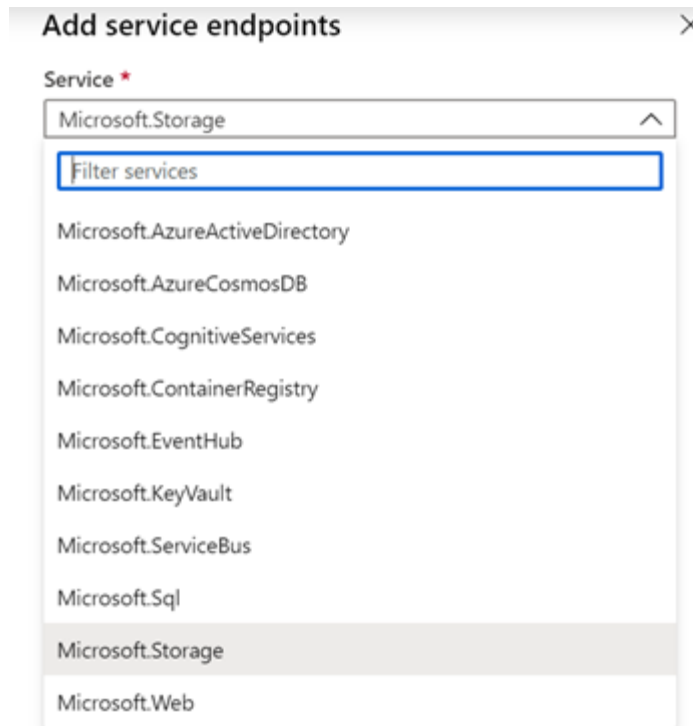 Add service endpoints
Service *
Microsoft.Storage
Filter services
Microsoft.AzureActiveDirectory
Microsoft.AzureCosmosDB
Microsoft.CognitiveServices
Microsoft.ContainerRegistry
Microsoft.EventHub
Microsoft.KeyVault
Microsoft.ServiceBus
Microsoft.Sql
Microsoft.Storage
Microsoft.Web